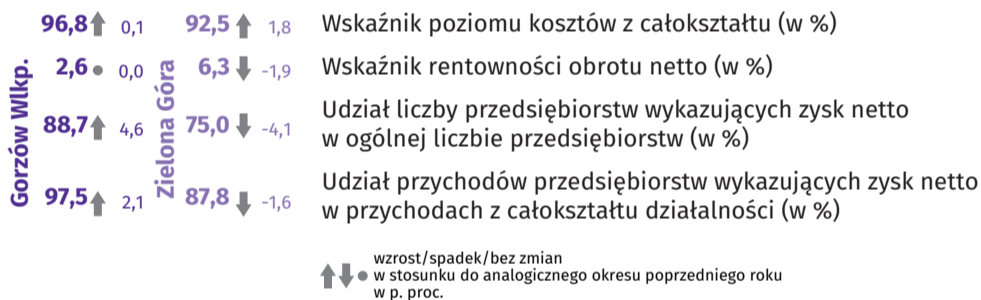 Gorzów Wlkp.
Zielona Góra
96,8 0,1 92,5 1,8 Wskaźnik poziomu kosztów z całokształtu (w %)
2,6 0,0 6,3 -1,9 Wskaźnik rentowności obrotu netto (w %)
88,7 4,6 75,0 -4,1 Udział liczby przedsiębiorstw wykazujących zysk netto
w ogólnej liczbie przedsiębiorstw (w %)
97,5 2,1 87,8 -1,6 Udział przychodów przedsiębiorstw wykazujących zysk netto
w przychodach z całokształtu działalności (w %)
wzrost/spadek/bez zmian
w stosunku do analogicznego okresu poprzedniego roku
w p. proc.